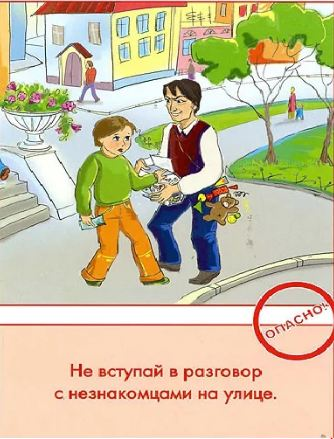 ОПАСНО!
Не вступай в разговор
с незнакомцами на улице.